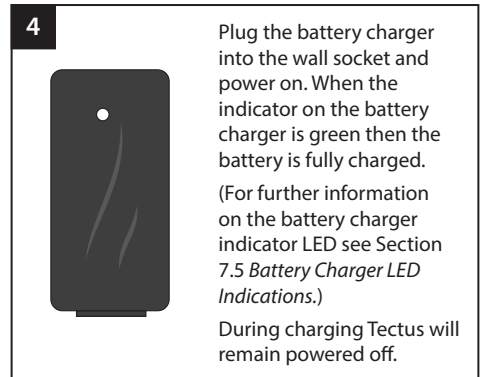 4
Plug the battery charger
into the wall socket and
power on. When the
indicator on the battery
charger is green then the
battery is fully charged.
(For further information
on the battery charger
indicator LED see Section
7.5 Battery Charger LED
Indications.)
During charging Tectus will
remain powered off.